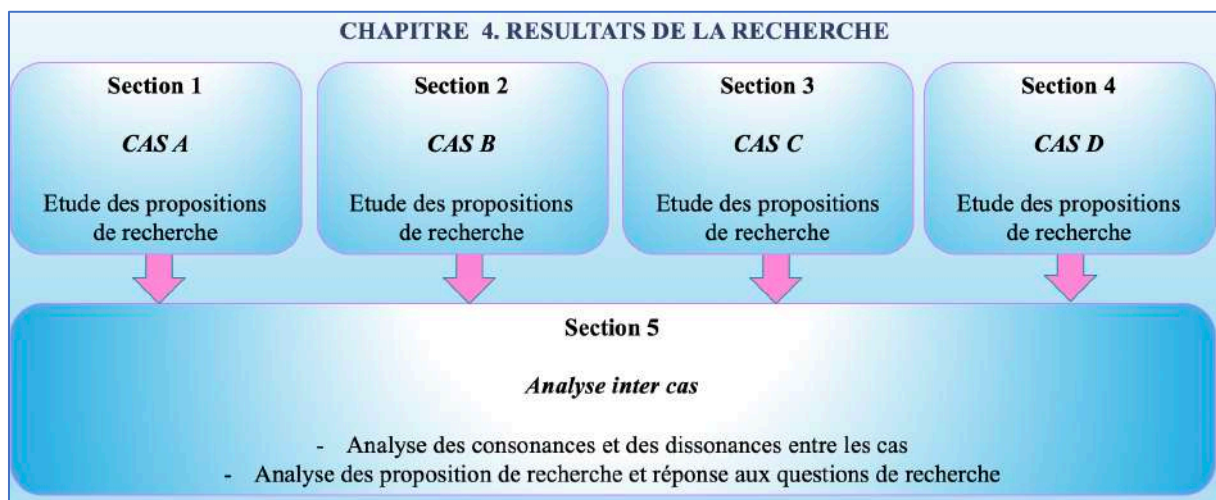 CHAPITRE 4. RESULTATS DE LA RECHERCHE
Section 1
CAS A
Etude des propositions
de recherche
Section 2
CAS B
Etude des propositions
de recherche
Section 3
CAS C
Etude des propositions
de recherche
Section 4
CAS D
Etude des propositions
de recherche
Section 5
Analyse inter cas
- Analyse des consonances et des dissonances entre les cas
- Analyse des proposition de recherche et réponse aux questions de recherche